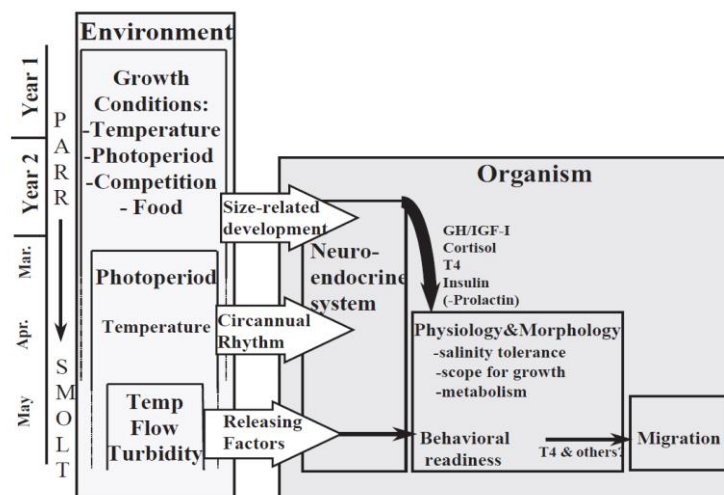 Environment
Year 1
Year 2
Mar.
Apr.
May
PARR
SMOLT
Growth
Conditions:
-Temperature
-Photoperiod
-Competition
- Food
Photoperiod
Temperature
Temp
Flow
Turbidity
Size-related
development
Circannual
Rhythm
Releasing
Factors
Organism
Neuro-
endocrine
system
GH/IGF-I
Cortisol
T4
Insulin
(-Prolactin)
Physiology&Morphology
-salinity tolerance
-scope for growth
-metabolism
Behavioral
readiness
T4 & others?
Migration